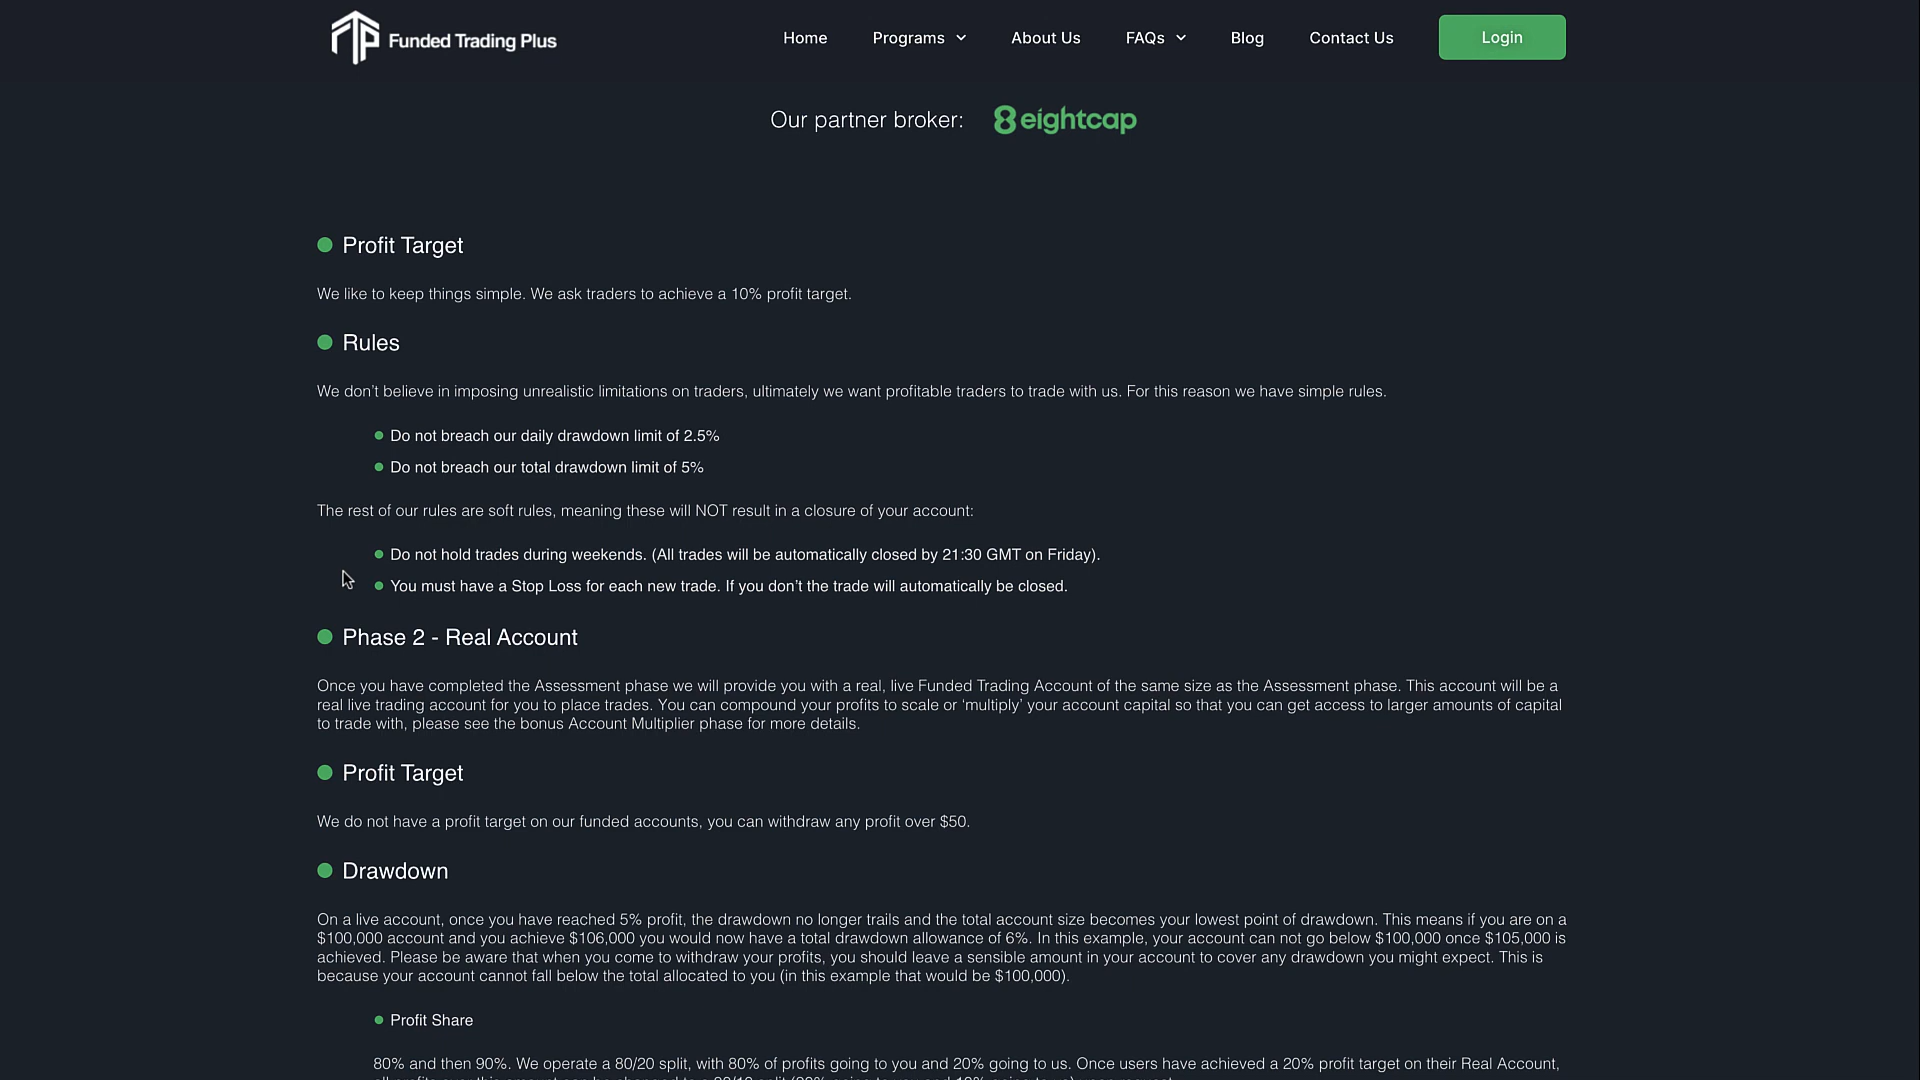 Funded Trading Plus
Home Programs About Us FAQs Blog Contact Us Login
Our partner broker: eightcap
Profit Target
We like to keep things simple. We ask traders to achieve a 10% profit target.
Rules
We don’t believe in imposing unrealistic limitations on traders, ultimately we want profitable traders to trade with us. For this reason we have simple rules.
Do not breach our daily drawdown limit of 2.5%
Do not breach our total drawdown limit of 5%
The rest of our rules are soft rules, meaning these will NOT result in a closure of your account:
Do not hold trades during weekends. (All trades will be automatically closed by 21:30 GMT on Friday).
You must have a Stop Loss for each new trade. If you don’t the trade will automatically be closed.
Phase 2 - Real Account
Once you have completed the Assessment phase we will provide you with a real, live Funded Trading Account of the same size as the Assessment phase. This account will be a
real live trading account for you to place trades. You can compound your profits to scale or ‘multiply’ your account capital so that you can get access to larger amounts of capital
to trade with, please see the bonus Account Multiplier phase for more details.
Profit Target
We do not have a profit target on our funded accounts, you can withdraw any profit over $50.
Drawdown
On a live account, once you have reached 5% profit, the drawdown no longer trails and the total account size becomes your lowest point of drawdown. This means if you are on a
$100,000 account and you achieve $106,000 you would now have a total drawdown allowance of 6%. In this example, your account can not go below $100,000 once $105,000 is
achieved. Please be aware that when you come to withdraw your profits, you should leave a sensible amount in your account to cover any drawdown you might expect. This is
because your account cannot fall below the total allocated to you (in this example that would be $100,000).
Profit Share
80% and then 90%. We operate a 80/20 split, with 80% of profits going to you and 20% going to us. Once users have achieved a 20% profit target on their Real Account,